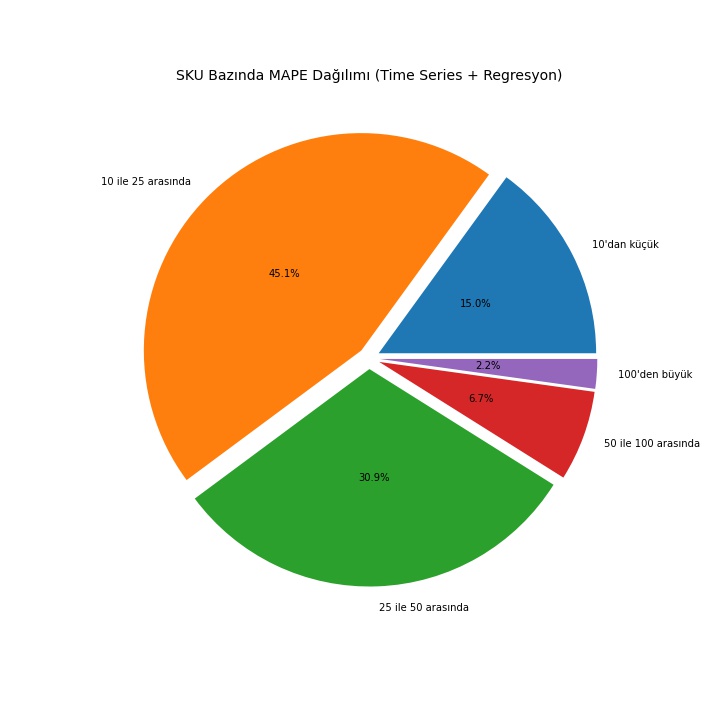 SKU Bazında MAPE Dağılımı (Time Series + Regresyon)
10 ile 25 arasında
10'dan küçük
45.1%
15.0%
2.2%
100'den büyük
6.7%
50 ile 100 arasında
30.9%
25 ile 50 arasında